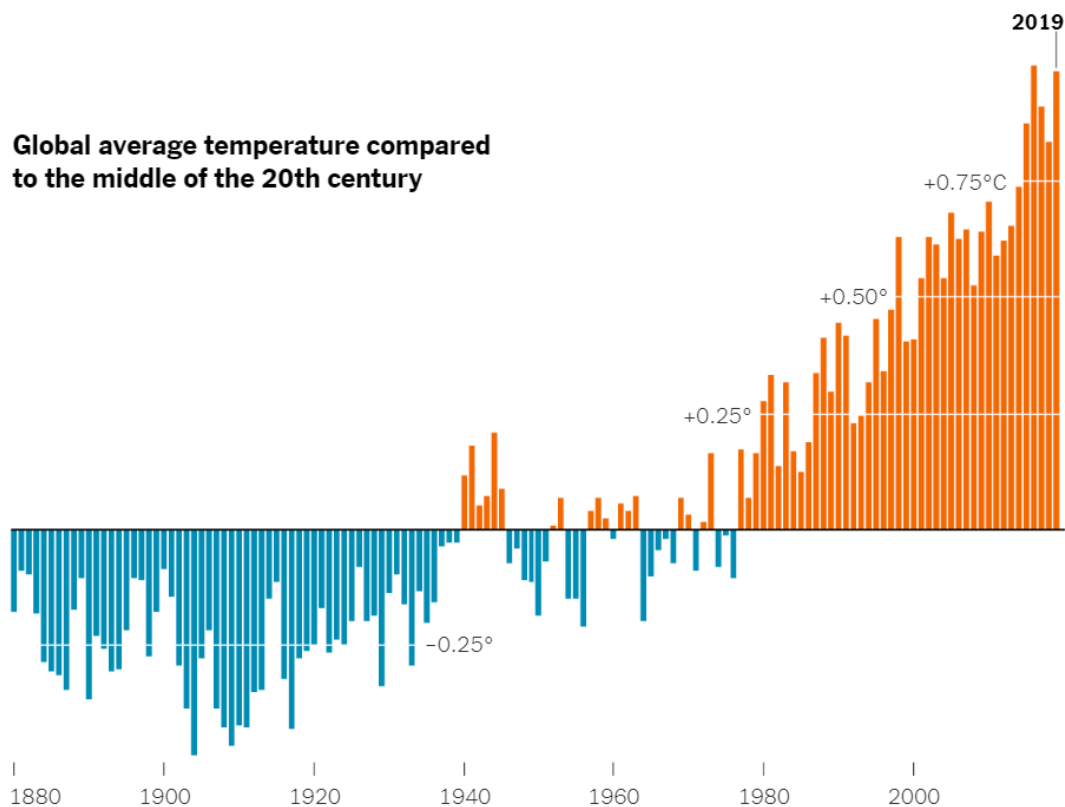 2019
Global average temperature compared
to the middle of the 20th century
+0.75°C
+0.50°
+0.25°
−0.25°
1880 1900 1920 1940 1960 1980 2000